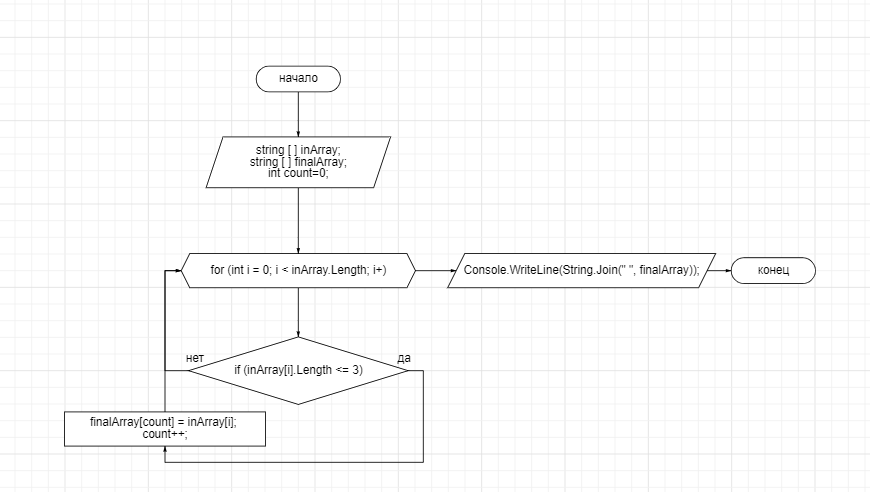 начало
string [ ] inArray;
string [ ] finalArray;
int count=0;
for (int i = 0; i < inArray.Length; i+)
Console.WriteLine(String.Join(" ", finalArray));
конец
нет
да
if (inArray[i].Length <= 3)
finalArray[count] = inArray[i];
count++;